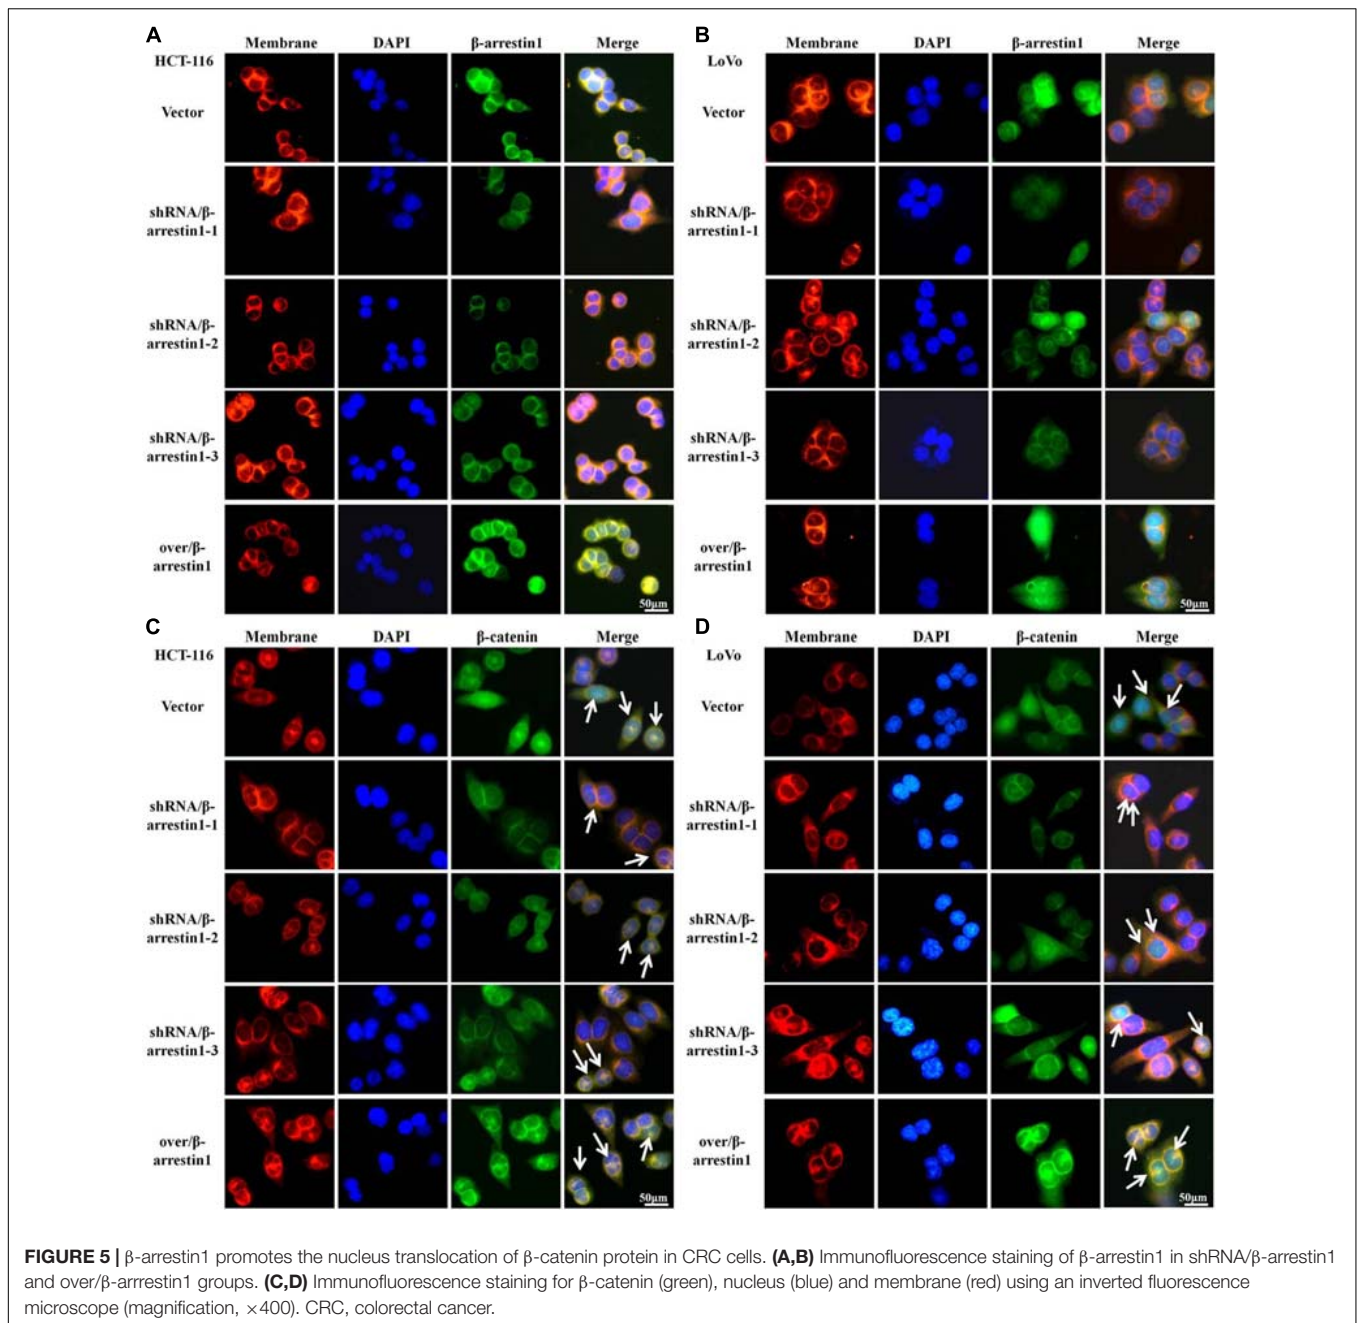 A
Membrane DAPI β-arrestin1 Merge
HCT-116
Vector
shRNA/β-
arrestin1-1
shRNA/β-
arrestin1-2
shRNA/β-
arrestin1-3
over/β-
arrestin1
50μm
B
Membrane DAPI β-arrestin1 Merge
LoVo
Vector
shRNA/β-
arrestin1-1
shRNA/β-
arrestin1-2
shRNA/β-
arrestin1-3
over/β-
arrestin1
50μm
C
Membrane DAPI β-catenin Merge
HCT-116
Vector
shRNA/β-
arrestin1-1
shRNA/β-
arrestin1-2
shRNA/β-
arrestin1-3
over/β-
arrestin1
50μm
D
Membrane DAPI β-catenin Merge
LoVo
Vector
shRNA/β-
arrestin1-1
shRNA/β-
arrestin1-2
shRNA/β-
arrestin1-3
over/β-
arrestin1
50μm
FIGURE 5 | β-arrestin1 promotes the nucleus translocation of β-catenin protein in CRC cells. (A,B) Immunofluorescence staining of β-arrestin1 in shRNA/β-arrestin1
and over/β-arrrestin1 groups. (C,D) Immunofluorescence staining for β-catenin (green), nucleus (blue) and membrane (red) using an inverted fluorescence
microscope (magnification, ×400). CRC, colorectal cancer.